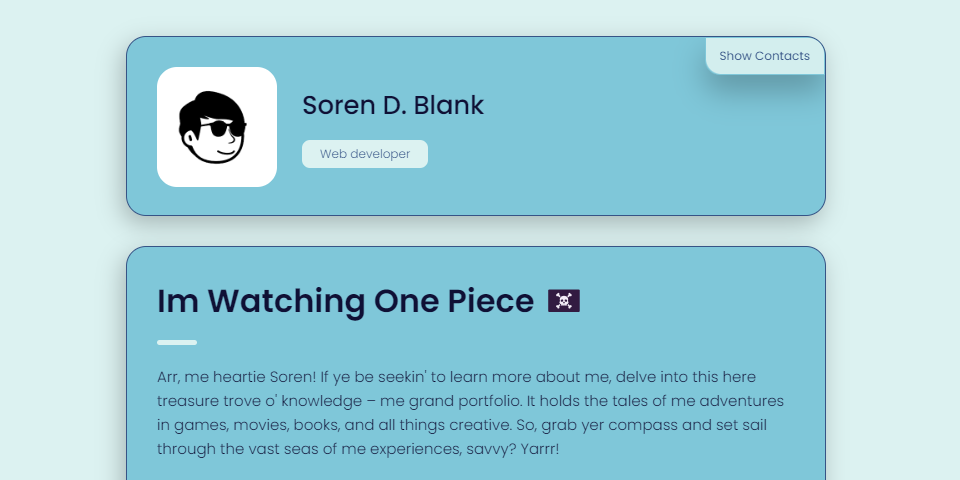 Show Contacts
Soren D. Blank
Web developer
Im Watching One Piece
Arr, me heartie Soren! If ye be seekin' to learn more about me, delve into this here
treasure trove o' knowledge – me grand portfolio. It holds the tales of me adventures
in games, movies, books, and all things creative. So, grab yer compass and set sail
through the vast seas of me experiences, savvy? Yarrr!